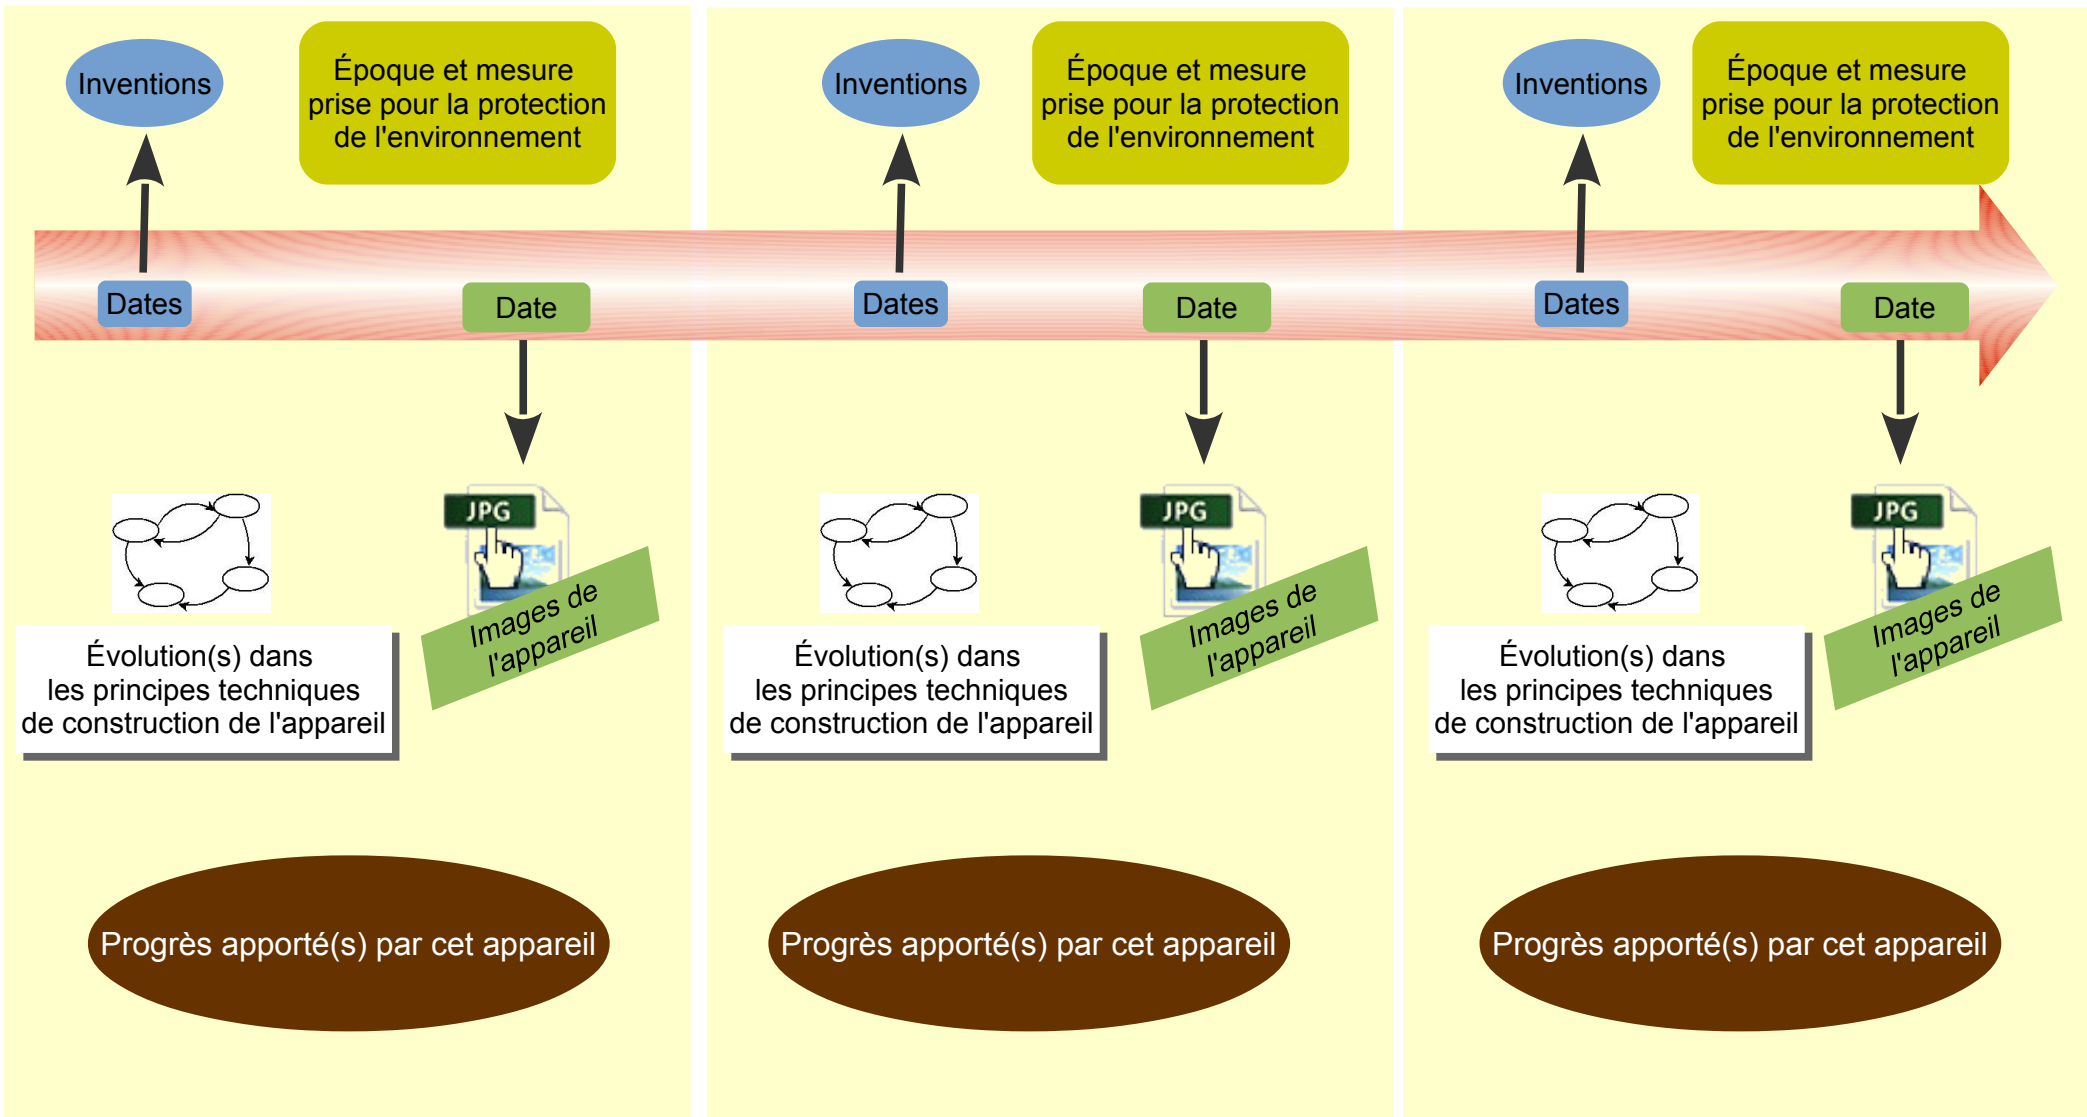 Inventions
Époque et mesure
prise pour la protection
de l'environnement
Dates
Date
JPG
Images de
l'appareil
Évolution(s) dans
les principes techniques
de construction de l'appareil
Progrès apporté(s) par cet appareil
Inventions
Époque et mesure
prise pour la protection
de l'environnement
Dates
Date
JPG
Images de
l'appareil
Évolution(s) dans
les principes techniques
de construction de l'appareil
Progrès apporté(s) par cet appareil
Inventions
Époque et mesure
prise pour la protection
de l'environnement
Dates
Date
JPG
Images de
l'appareil
Évolution(s) dans
les principes techniques
de construction de l'appareil
Progrès apporté(s) par cet appareil